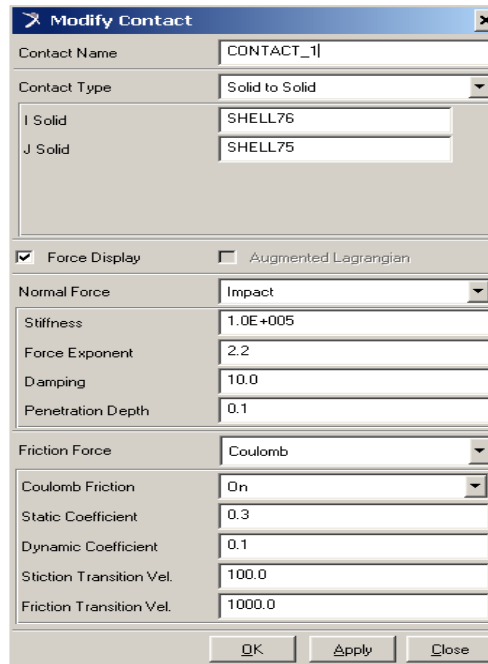 Modify Contact
Contact Name CONTACT_1
Contact Type Solid to Solid
I Solid SHELL76
J Solid SHELL75
Force Display Augmented Lagrangian
Normal Force Impact
Stiffness 1.0E+005
Force Exponent 2.2
Damping 10.0
Penetration Depth 0.1
Friction Force Coulomb
Coulomb Friction On
Static Coefficient 0.3
Dynamic Coefficient 0.1
Stiction Transition Vel. 100.0
Friction Transition Vel. 1000.0
OK Apply Close